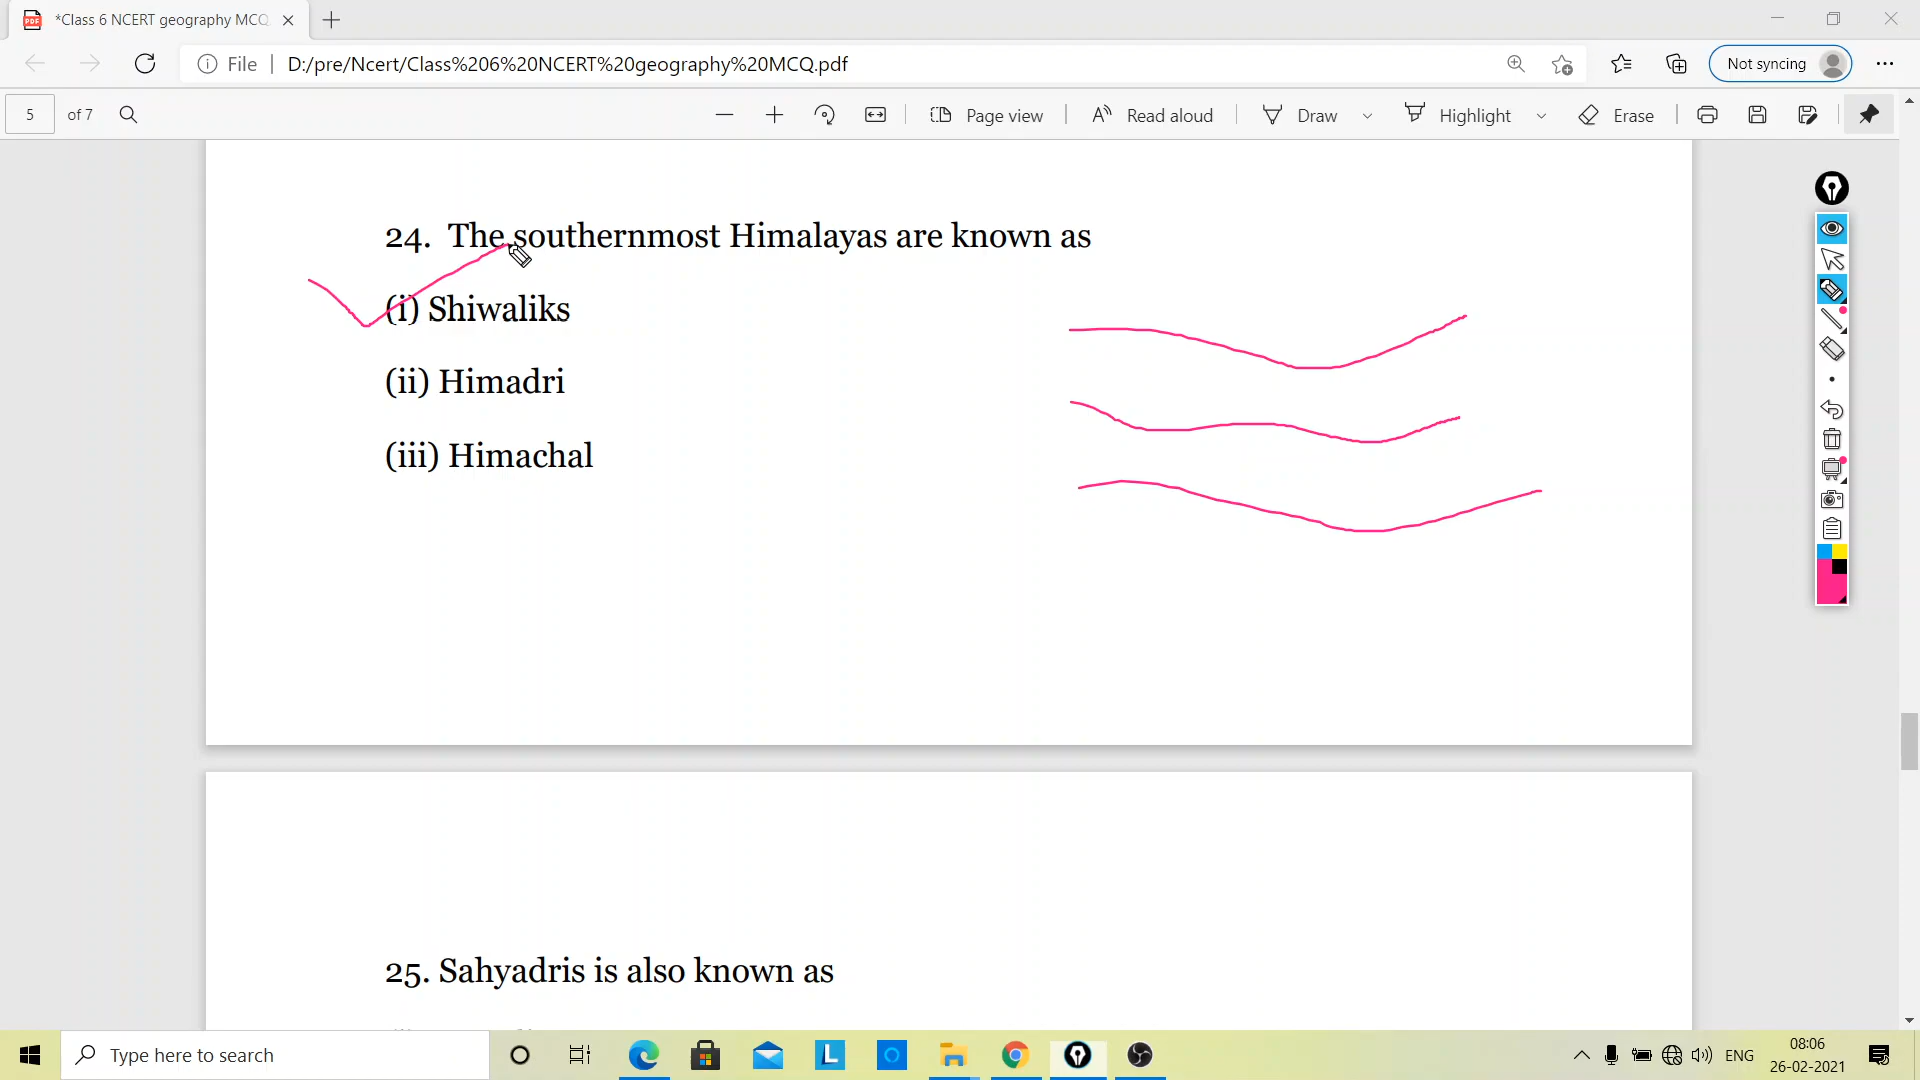 *Class 6 NCERT geography MCQ
File
D:/pre/Ncert/Class%206%20NCERT%20geography%20MCQ.pdf
Not syncing
5 of 7
Page view
Read aloud
Draw
Highlight
Erase
24. The southernmost Himalayas are known as
(i) Shiwaliks
(ii) Himadri
(iii) Himachal
25. Sahyadris is also known as
Type here to search
ENG
08:06
26-02-2021